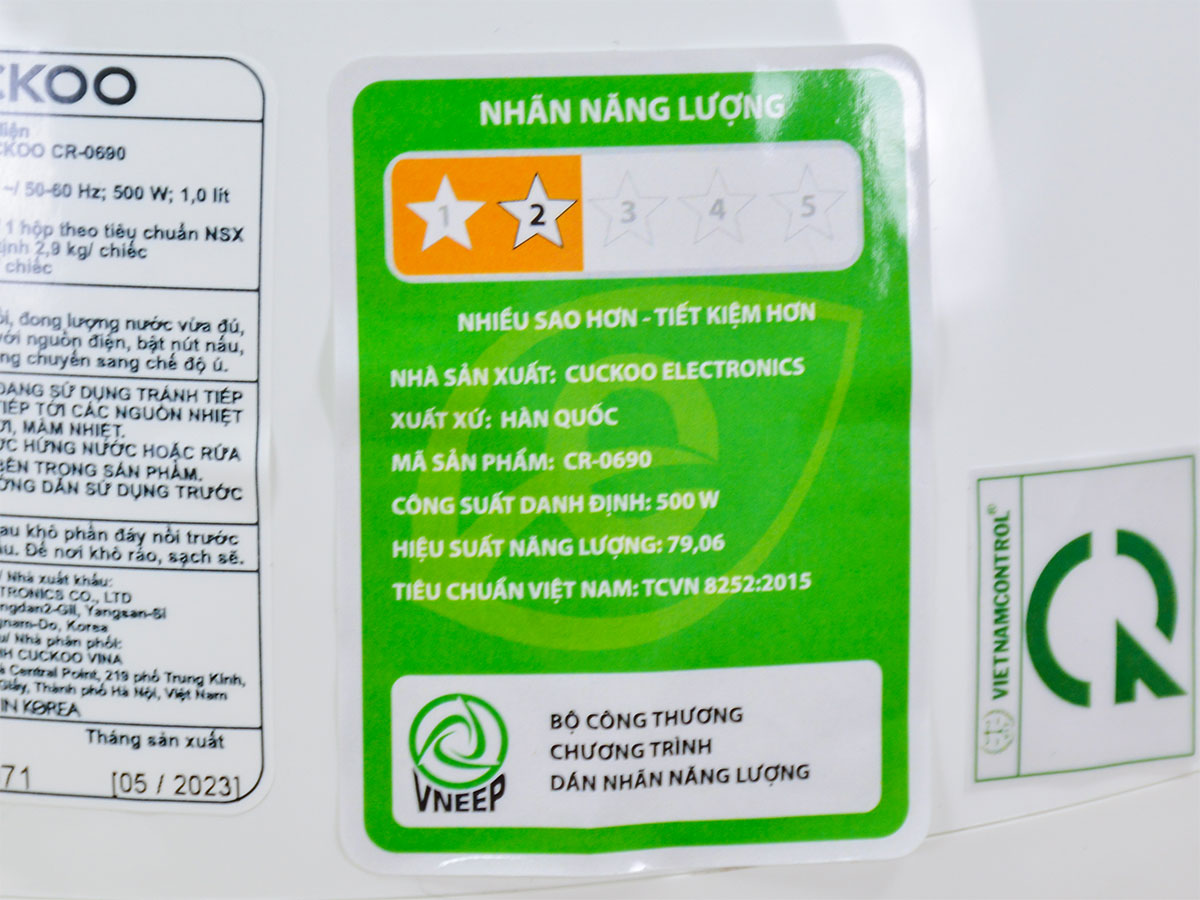 CKOO
điện
CKOO CR-0690
~/ 50-60 Hz; 500 W; 1,0 lít
/ 1 hộp theo tiêu chuẩn NSX
tịnh 2,9 kg/ chiếc
chiếc
đong lượng nước vừa đủ,
với nguồn điện, bật nút nấu,
chuyển sang chế độ ủ.
ĐANG SỬ DỤNG TRÁNH TIẾP
TIẾP TỚI CÁC NGUỒN NHIỆT
MÂM NHIỆT.
HỨNG NƯỚC HOẶC RỬA
BÊN TRONG SẢN PHẨM.
DẪN SỬ DỤNG TRƯỚC
khô phần đáy nồi trước
Để nơi khô ráo, sạch sẽ.
/ Nhà xuất khẩu:
TRONICS CO., LTD
ngdan2-Gil, Yangsan-Si
gnam-Do, Korea
/ Nhà phân phối:
CUCKOO VINA
Central Point, 219 phố Trung Kính,
Giấy, Thành phố Hà Nội, Việt Nam
IN KOREA
Tháng sản xuất
71 [05 / 2023]
NHÃN NĂNG LƯỢNG
1 2 3 4 5
NHIỀU SAO HƠN - TIẾT KIỆM HƠN
NHÀ SẢN XUẤT: CUCKOO ELECTRONICS
XUẤT XỨ: HÀN QUỐC
MÃ SẢN PHẨM: CR-0690
CÔNG SUẤT DANH ĐỊNH: 500 W
HIỆU SUẤT NĂNG LƯỢNG: 79,06
TIÊU CHUẨN VIỆT NAM: TCVN 8252:2015
VNEEP
BỘ CÔNG THƯƠNG
CHƯƠNG TRÌNH
DÁN NHÃN NĂNG LƯỢNG
VIETNAMCONTROL®